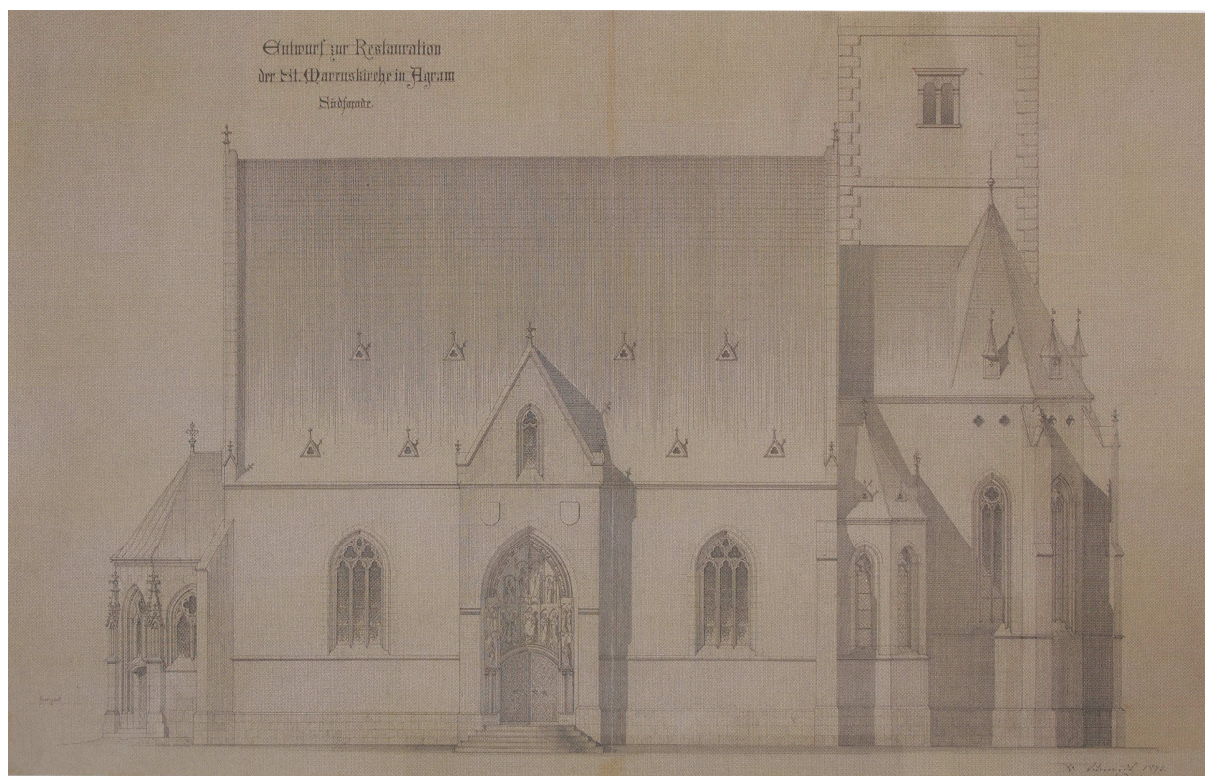 Entwurf zur Restauration
der St. Marcuskirche in Agram
Südfaçade.